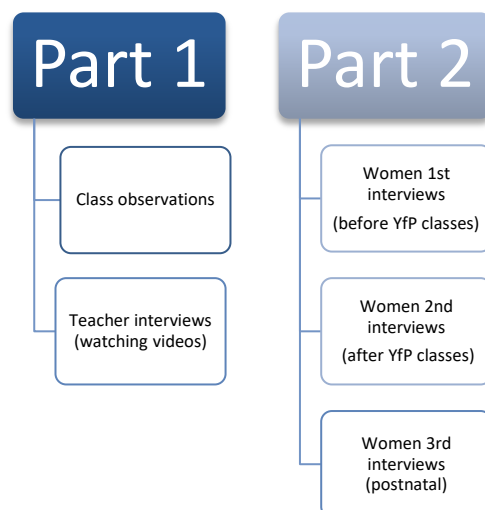 Part 1
Class observations
Teacher interviews
(watching videos)
Part 2
Women 1st
interviews
(before YfP classes)
Women 2nd
interviews
(after YfP classes)
Women 3rd
interviews
(postnatal)